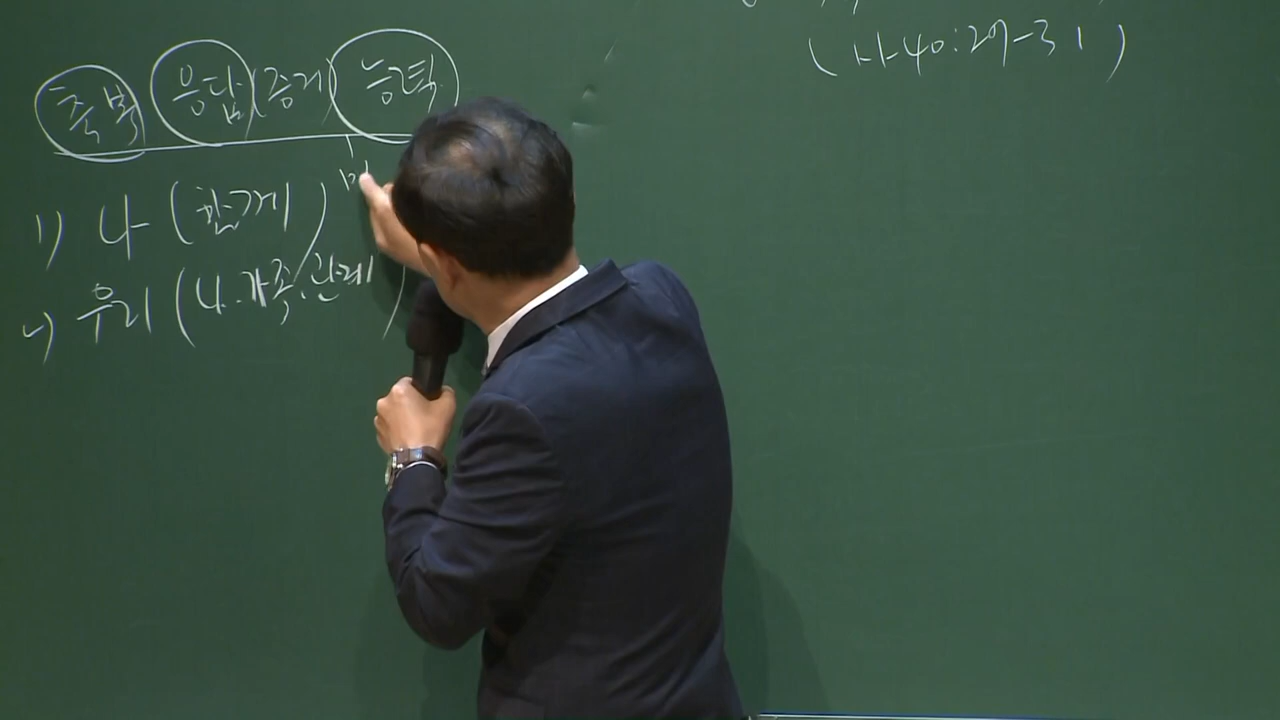 (사40:29-31)
축복 응답(증거) 능력
1) 나 (한계)
2) 우리 (나.가족.관계)